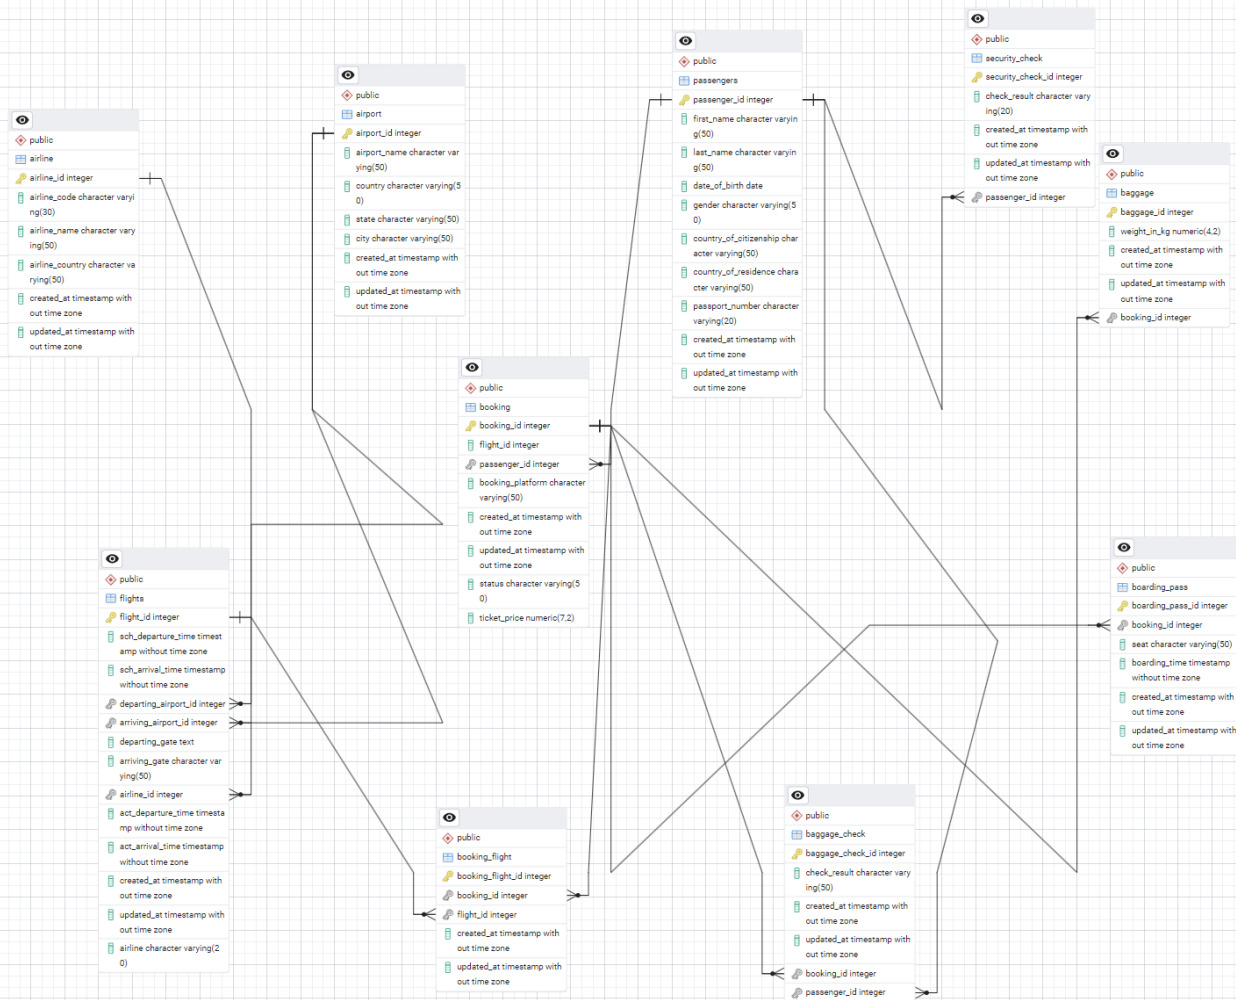 public
airline
airline_id integer
airline_code character varyi
ng(30)
airline_name character vary
ing(50)
airline_country character va
rying(50)
created_at timestamp with
out time zone
updated_at timestamp with
out time zone
public
airport
airport_id integer
airport_name character var
ying(50)
country character varying(5
0)
state character varying(50)
city character varying(50)
created_at timestamp with
out time zone
updated_at timestamp with
out time zone
public
passengers
passenger_id integer
first_name character varyin
g(50)
last_name character varyin
g(50)
date_of_birth date
gender character varying(5
0)
country_of_citizenship char
acter varying(50)
country_of_residence chara
cter varying(50)
passport_number character
varying(20)
created_at timestamp with
out time zone
updated_at timestamp with
out time zone
public
security_check
security_check_id integer
check_result character vary
ing(20)
created_at timestamp with
out time zone
updated_at timestamp with
out time zone
passenger_id integer
public
baggage
baggage_id integer
weight_in_kg numeric(4,2)
created_at timestamp with
out time zone
updated_at timestamp with
out time zone
booking_id integer
public
booking
booking_id integer
flight_id integer
passenger_id integer
booking_platform character
varying(50)
created_at timestamp with
out time zone
updated_at timestamp with
out time zone
status character varying(5
0)
ticket_price numeric(7,2)
public
flights
flight_id integer
sch_departure_time timest
amp without time zone
sch_arrival_time timestamp
without time zone
departing_airport_id integer
arriving_airport_id integer
departing_gate text
arriving_gate character var
ying(50)
airline_id integer
act_departure_time timesta
mp without time zone
act_arrival_time timestamp
without time zone
created_at timestamp with
out time zone
updated_at timestamp with
out time zone
airline character varying(2
0)
public
boarding_pass
boarding_pass_id integer
booking_id integer
seat character varying(50)
boarding_time timestamp
without time zone
created_at timestamp with
out time zone
updated_at timestamp with
out time zone
public
booking_flight
booking_flight_id integer
booking_id integer
flight_id integer
created_at timestamp with
out time zone
updated_at timestamp with
out time zone
public
baggage_check
baggage_check_id integer
check_result character vary
ing(50)
created_at timestamp with
out time zone
updated_at timestamp with
out time zone
booking_id integer
passenger_id integer